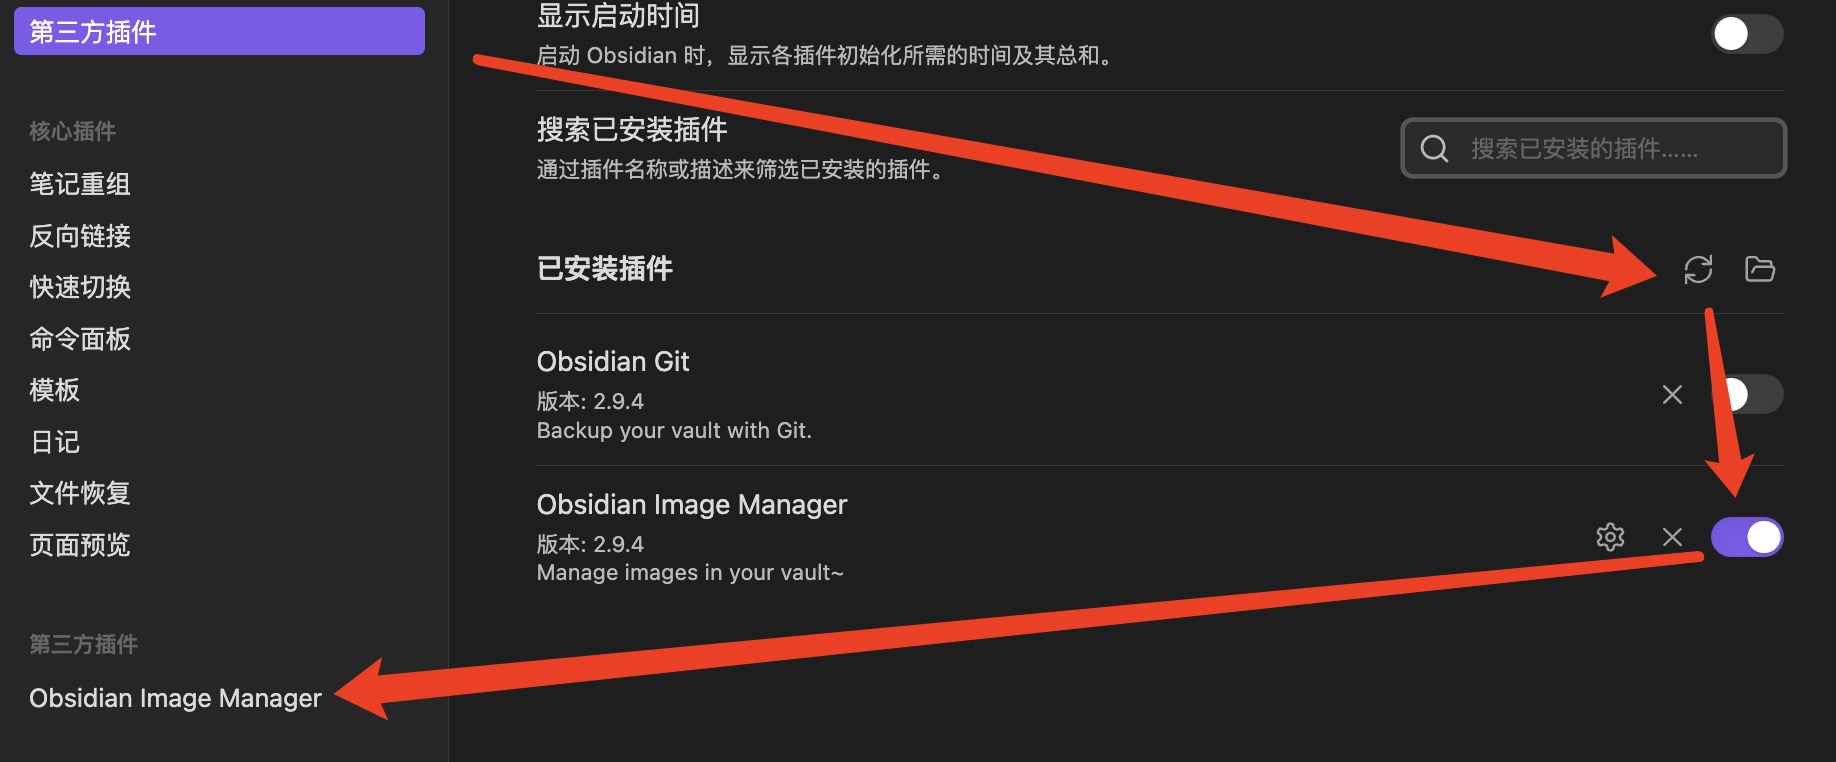 第三方插件
核心插件
笔记重组
反向链接
快速切换
命令面板
模板
日记
文件恢复
页面预览
第三方插件
Obsidian Image Manager
显示启动时间
启动 Obsidian 时，显示各插件初始化所需的时间及其总和。
搜索已安装插件
通过插件名称或描述来筛选已安装的插件。
搜索已安装的插件……
已安装插件
Obsidian Git
版本: 2.9.4
Backup your vault with Git.
Obsidian Image Manager
版本: 2.9.4
Manage images in your vault~